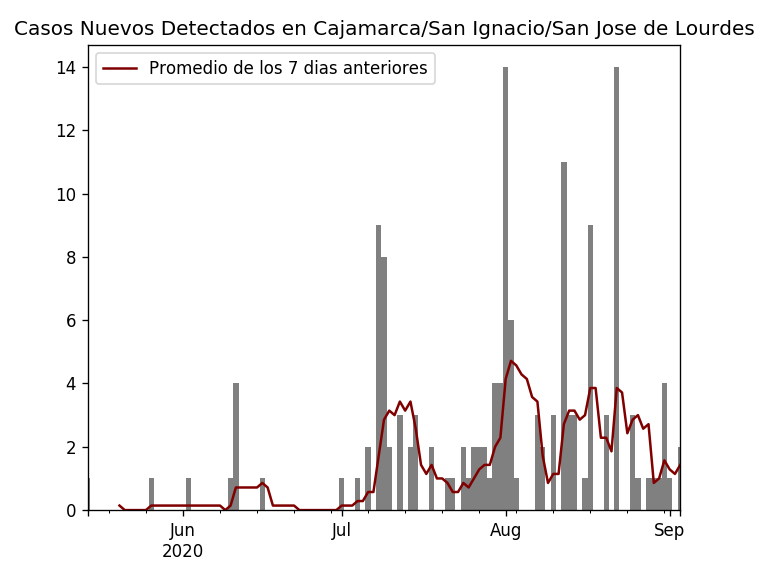 Casos Nuevos Detectados en Cajamarca/San Ignacio/San Jose de Lourdes
Promedio de los 7 dias anteriores
14
12
10
8
6
4
2
0
Jun
2020
Jul
Aug
Sep